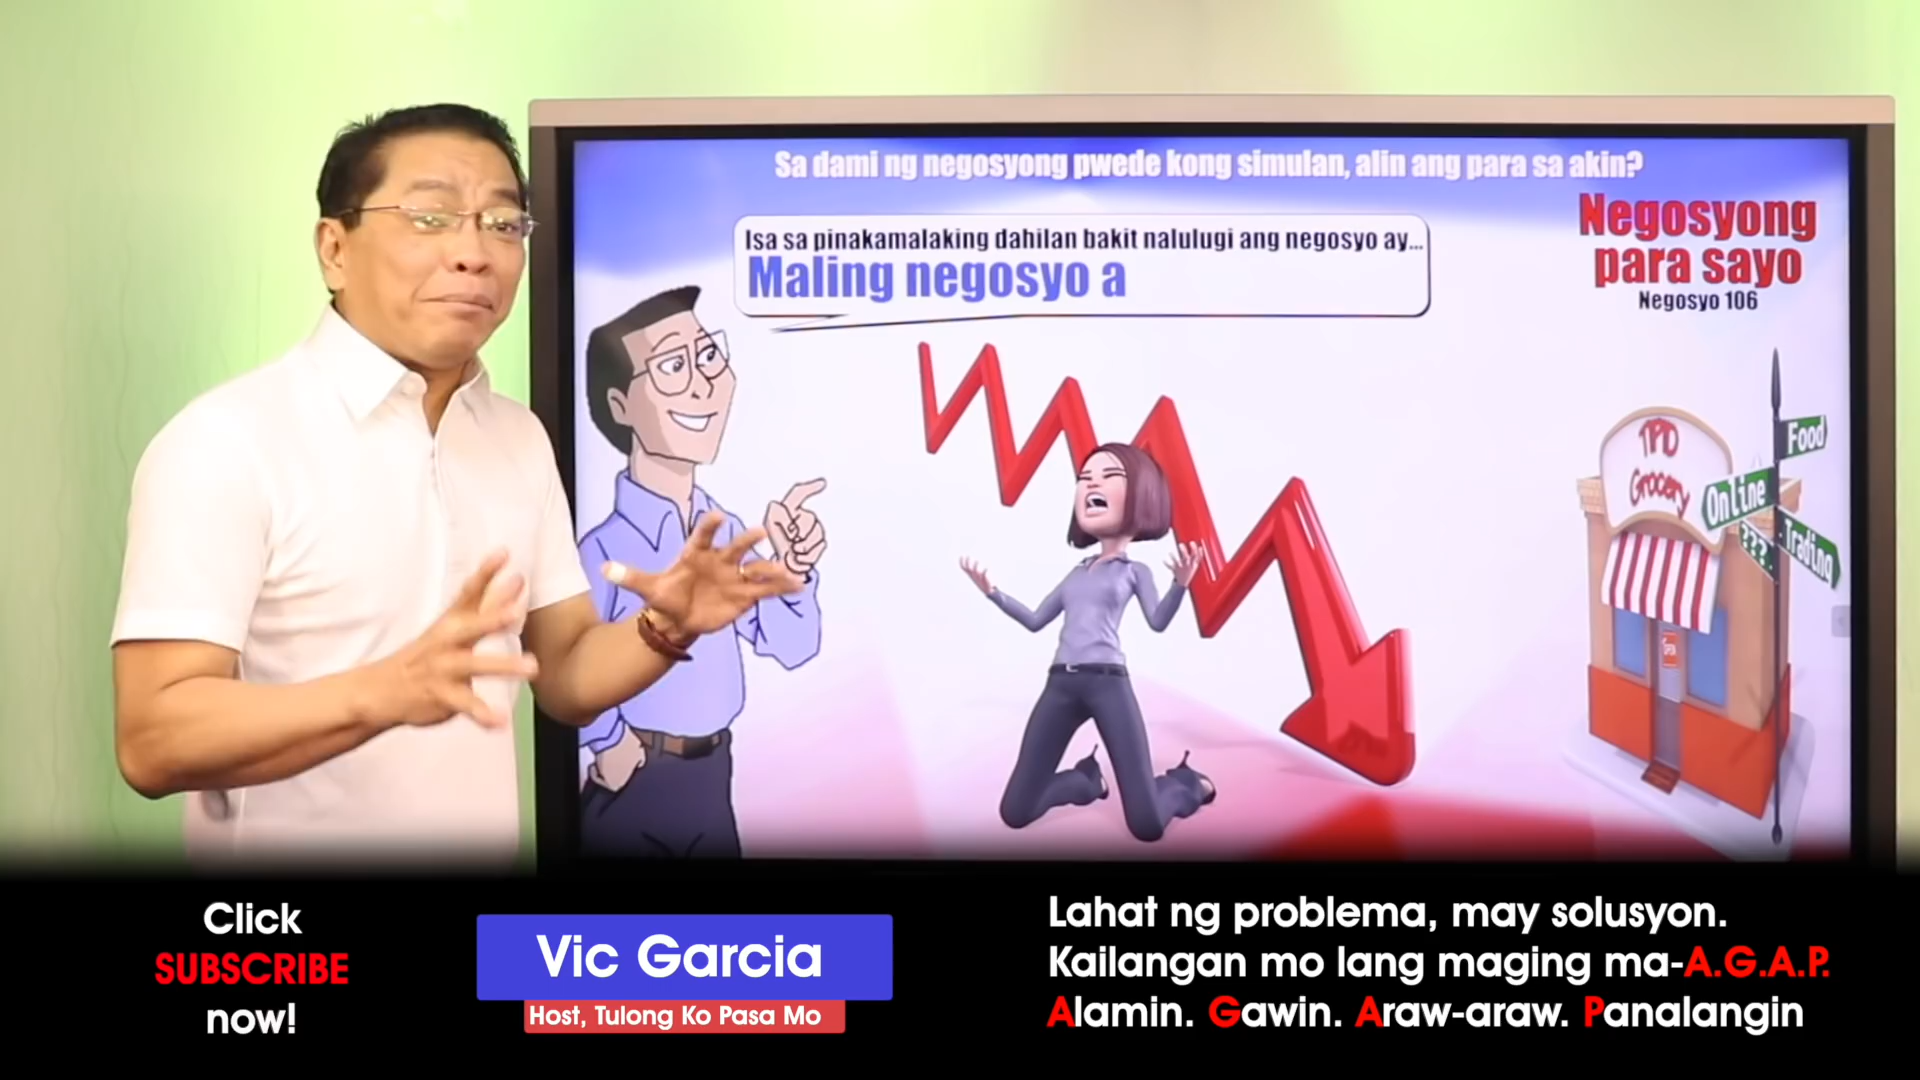 Sa dami ng negosyong pwede kong simulan, alin ang para sa akin?
Isa sa pinakamalaking dahilan bakit nalulugi ang negosyo ay...
Maling negosyo a
Negosyong
para sayo
Negosyo 106
Food
Online
???
Trading
Grocery
OPEN
Click
SUBSCRIBE
now!
Vic Garcia
Host, Tulong Ko Pasa Mo
Lahat ng problema, may solusyon.
Kailangan mo lang maging ma-A.G.A.P.
Alamin. Gawin. Araw-araw. Panalangin